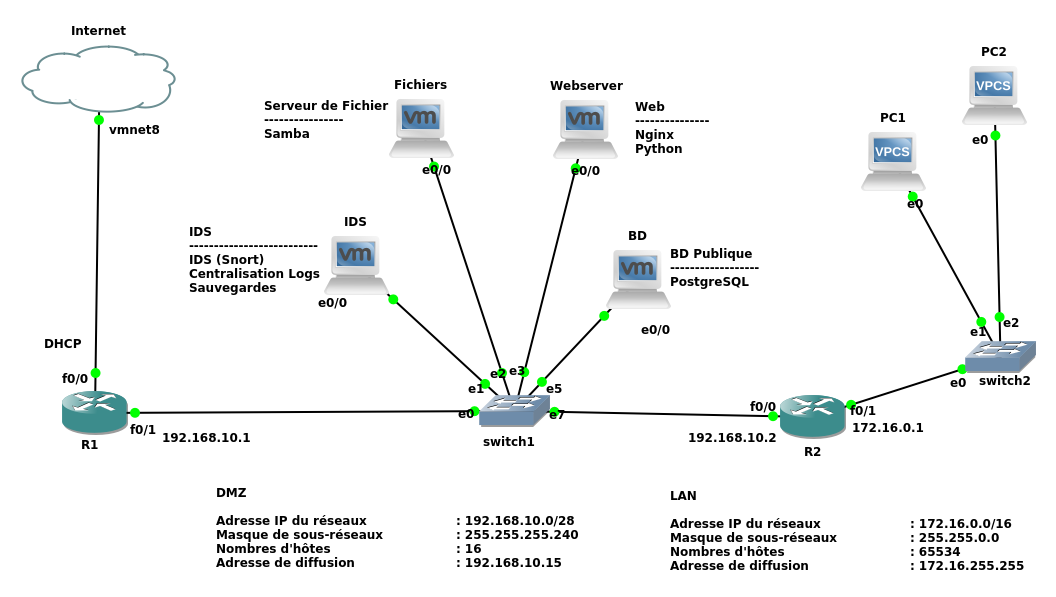 Internet
vmnet8
DHCP
f0/0
f0/1
R1
192.168.10.1
Fichiers
Serveur de Fichier
----------------
Samba
vm
e0/0
Webserver
Web
---------------
Nginx
Python
vm
e0/0
IDS
IDS
--------------------------
IDS (Snort)
Centralisation Logs
Sauvegardes
vm
e0/0
BD
BD Publique
------------------
PostgreSQL
vm
e0/0
e0
e1
e2
e3
e5
e7
switch1
PC1
VPCS
e0
PC2
VPCS
e0
e1
e2
e0
switch2
f0/0
f0/1
192.168.10.2
172.16.0.1
R2
DMZ
Adresse IP du réseaux : 192.168.10.0/28
Masque de sous-réseaux : 255.255.255.240
Nombres d'hôtes : 16
Adresse de diffusion : 192.168.10.15
LAN
Adresse IP du réseaux : 172.16.0.0/16
Masque de sous-réseaux : 255.255.0.0
Nombres d'hôtes : 65534
Adresse de diffusion : 172.16.255.255